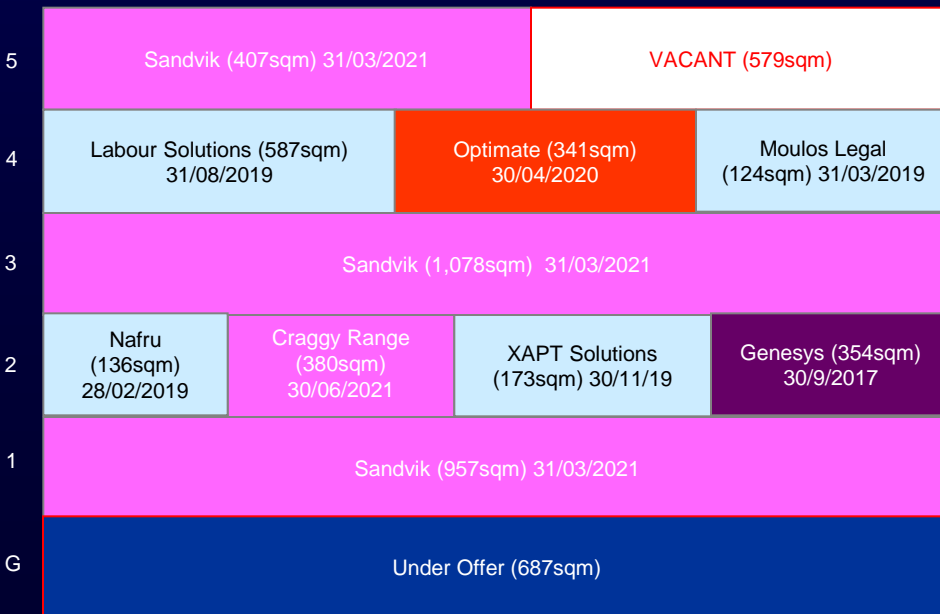 5
Sandvik (407sqm) 31/03/2021
VACANT (579sqm)
4
Labour Solutions (587sqm)
31/08/2019
Optimate (341sqm)
30/04/2020
Moulos Legal
(124sqm) 31/03/2019
3
Sandvik (1,078sqm) 31/03/2021
2
Nafru
(136sqm)
28/02/2019
Craggy Range
(380sqm)
30/06/2021
XAPT Solutions
(173sqm) 30/11/19
Genesys (354sqm)
30/9/2017
1
Sandvik (957sqm) 31/03/2021
G
Under Offer (687sqm)